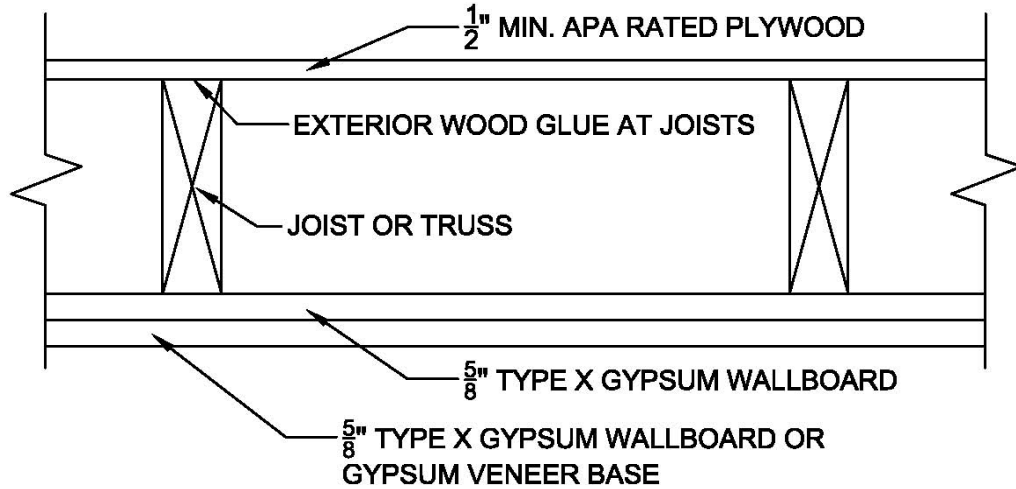 1/2" MIN. APA RATED PLYWOOD
EXTERIOR WOOD GLUE AT JOISTS
JOIST OR TRUSS
5/8" TYPE X GYPSUM WALLBOARD
5/8" TYPE X GYPSUM WALLBOARD OR
GYPSUM VENEER BASE